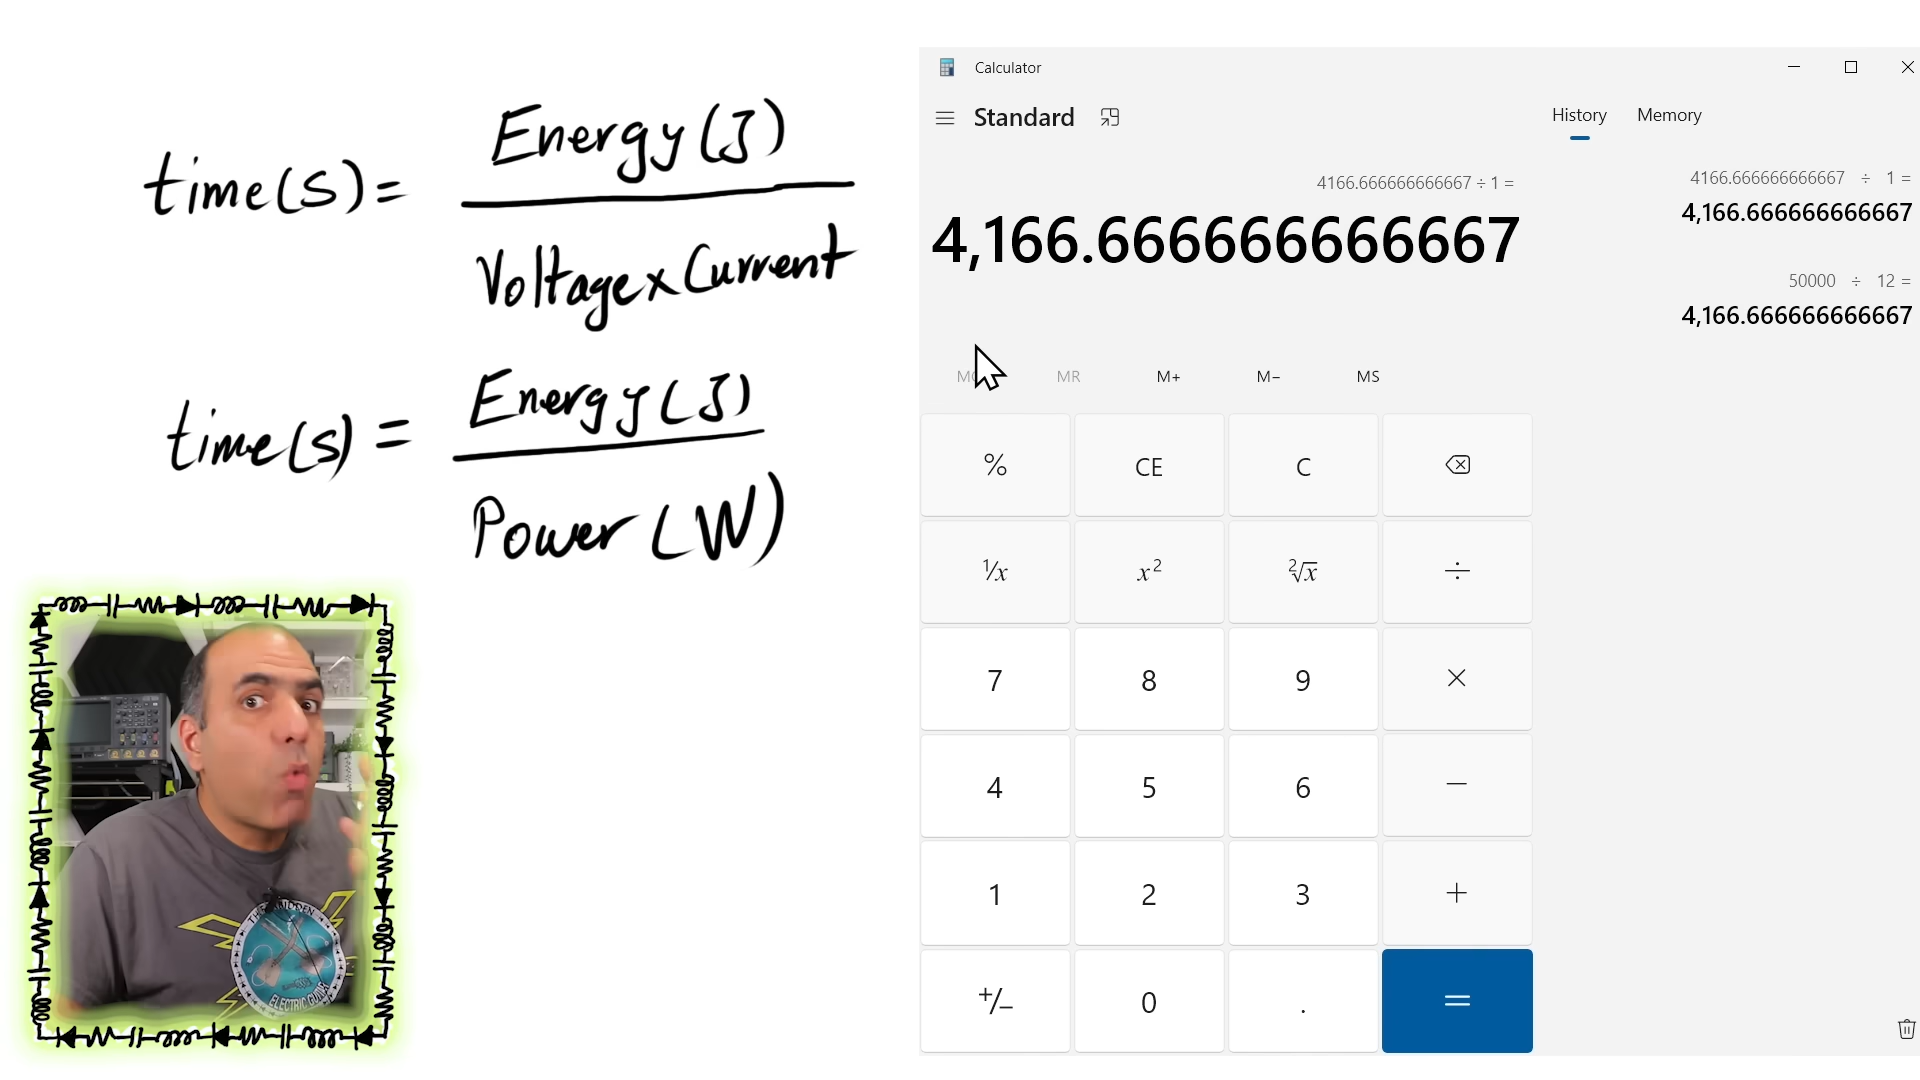 time(s)= Energy(J)
Voltage x Current
time(s) = Energy(J)
Power(W)
ELECTRIC GUILD
Calculator
Standard
History
Memory
4166.666666666667 ÷ 1 =
4,166.666666666667
4166.666666666667 ÷ 1 =
4,166.666666666667
50000 ÷ 12 =
4,166.666666666667
MR M+ M− MS
% CE C
1/x x² ²√x ÷
7 8 9 ×
4 5 6 −
1 2 3 +
+/− 0 . =